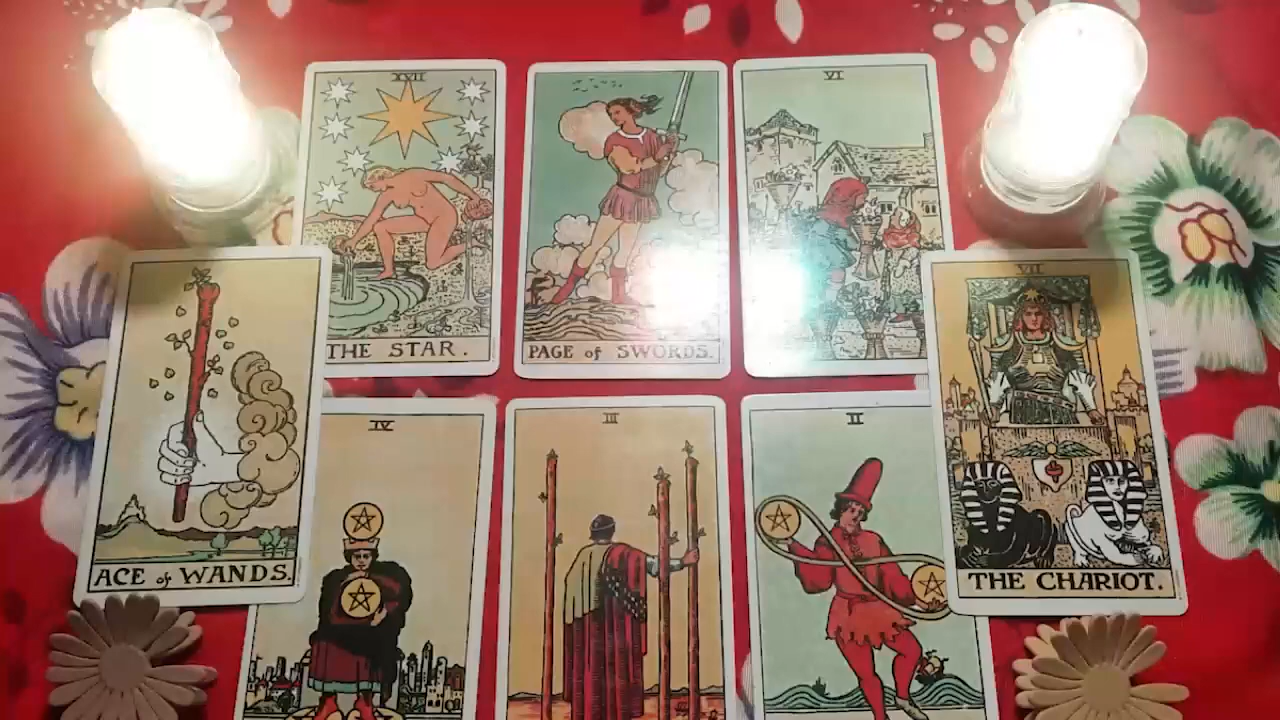 XVII
THE STAR.
PAGE of SWORDS.
VI
ACE of WANDS.
VII
THE CHARIOT.
IV
III
II